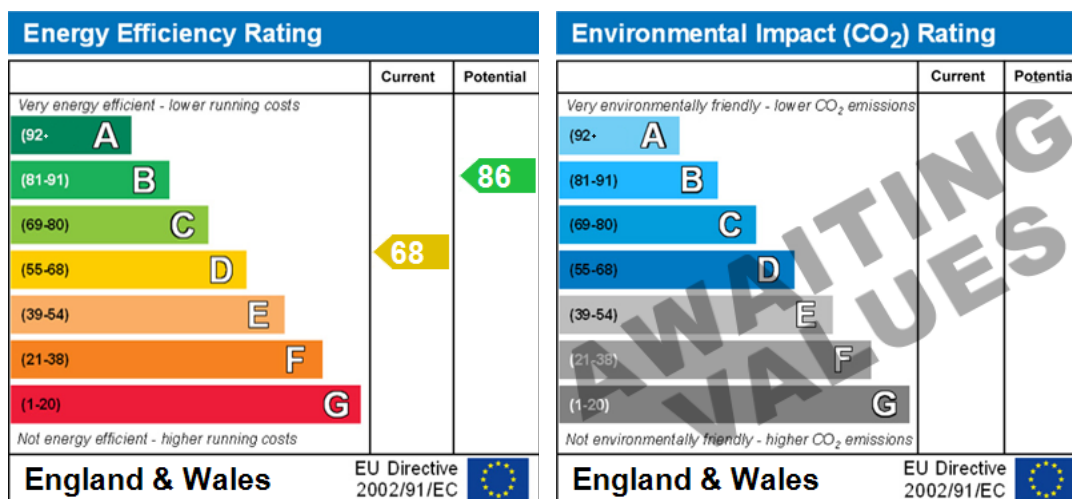 Energy Efficiency Rating
Current Potential
Very energy efficient - lower running costs
(92+ A
(81-91) B
86
(69-80) C
(55-68) D
68
(39-54) E
(21-38) F
(1-20) G
Not energy efficient - higher running costs
England & Wales
EU Directive
2002/91/EC
Environmental Impact (CO2) Rating
Current Potentia
Very environmentally friendly - lower CO2 emissions
(92+ A
(81-91) B
(69-80) C
(55-68) D
(39-54) E
(21-38) F
(1-20) G
AWAITING
VALUES
Not environmentally friendly - higher CO2 emissions
England & Wales
EU Directive
2002/91/EC